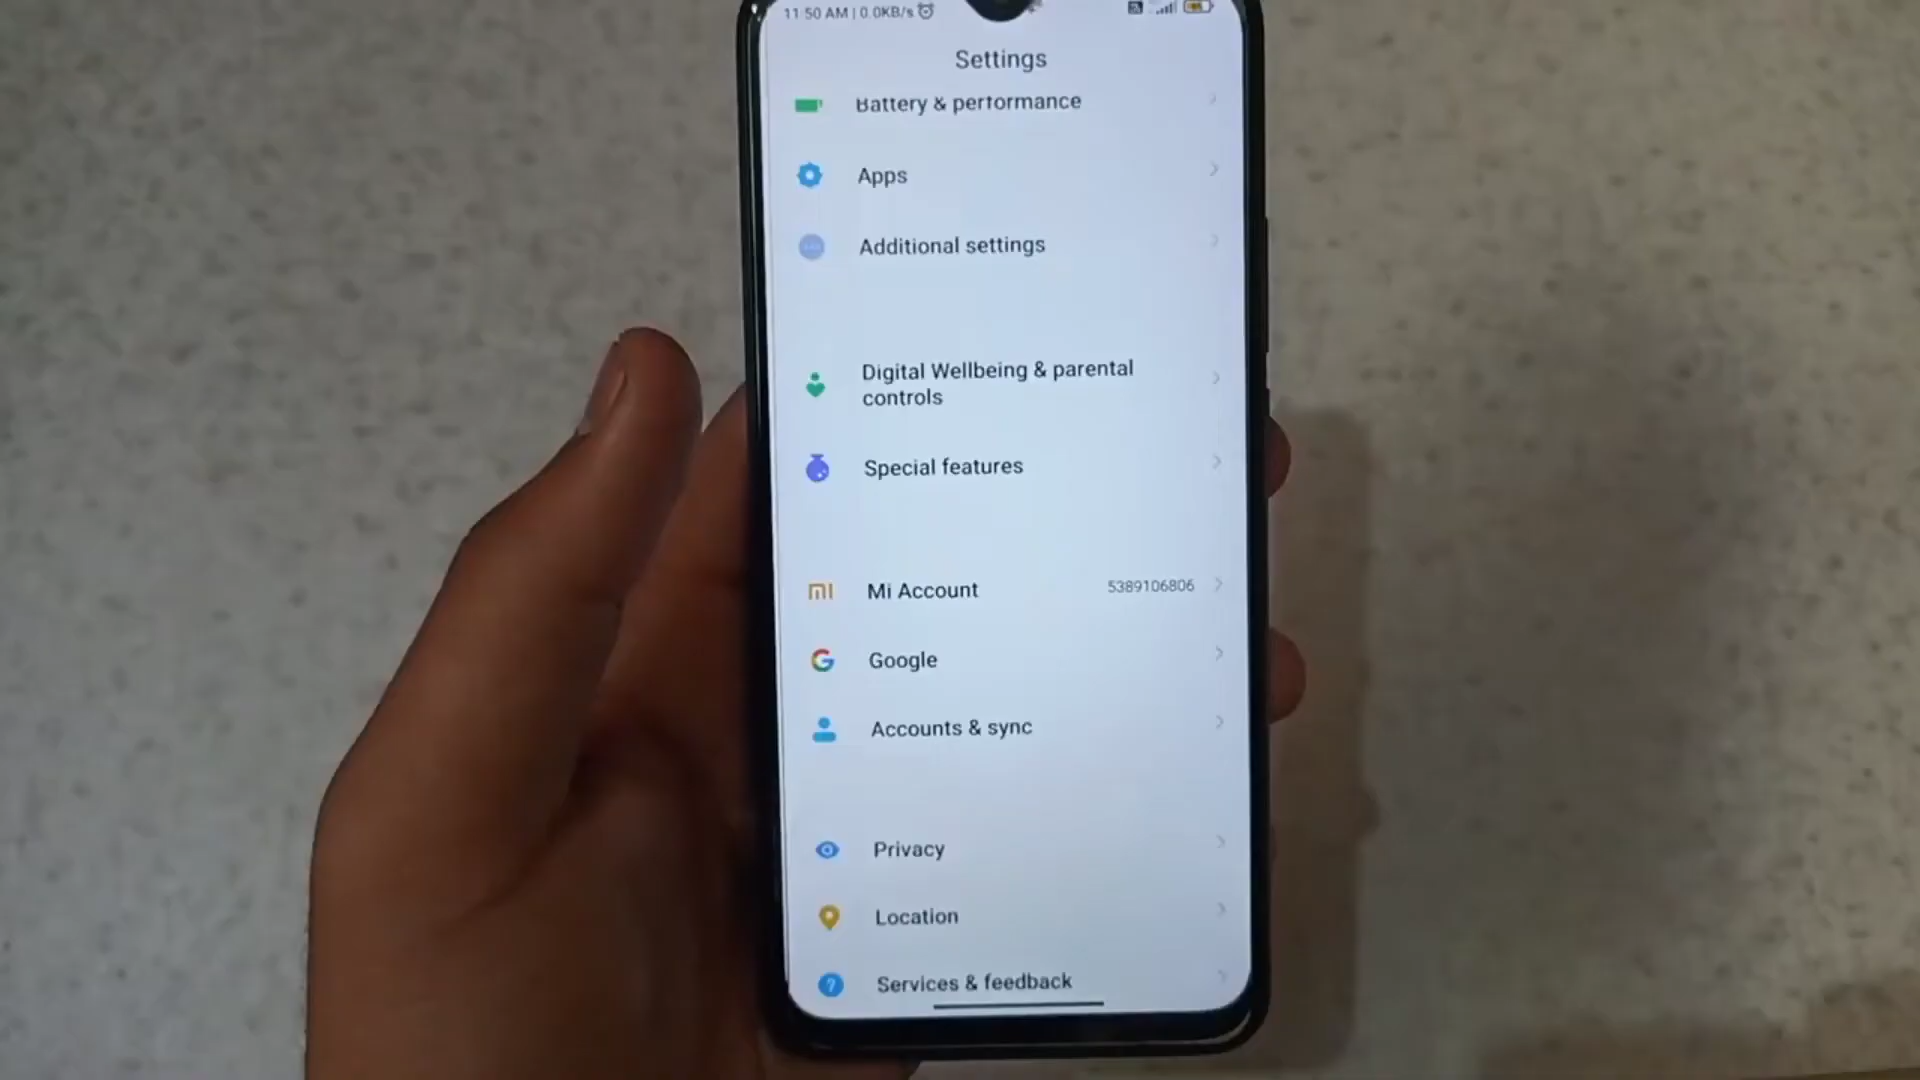 11:50 AM | 0.0KB/s
Settings
Battery & performance
Apps
Additional settings
Digital Wellbeing & parental
controls
Special features
Mi Account 5389106806
Google
Accounts & sync
Privacy
Location
Services & feedback